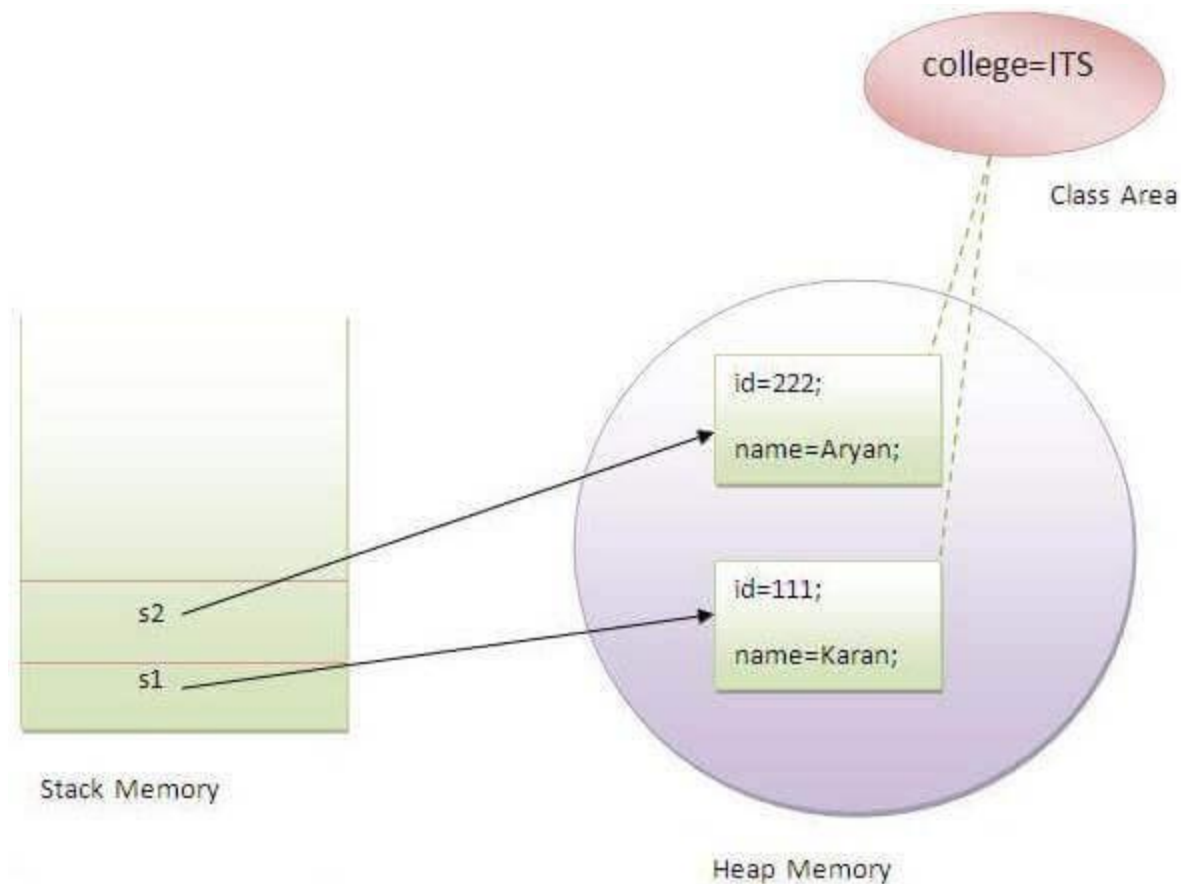 college=ITS
Class Area
id=222;
name=Aryan;
s2
id=111;
name=Karan;
s1
Stack Memory
Heap Memory